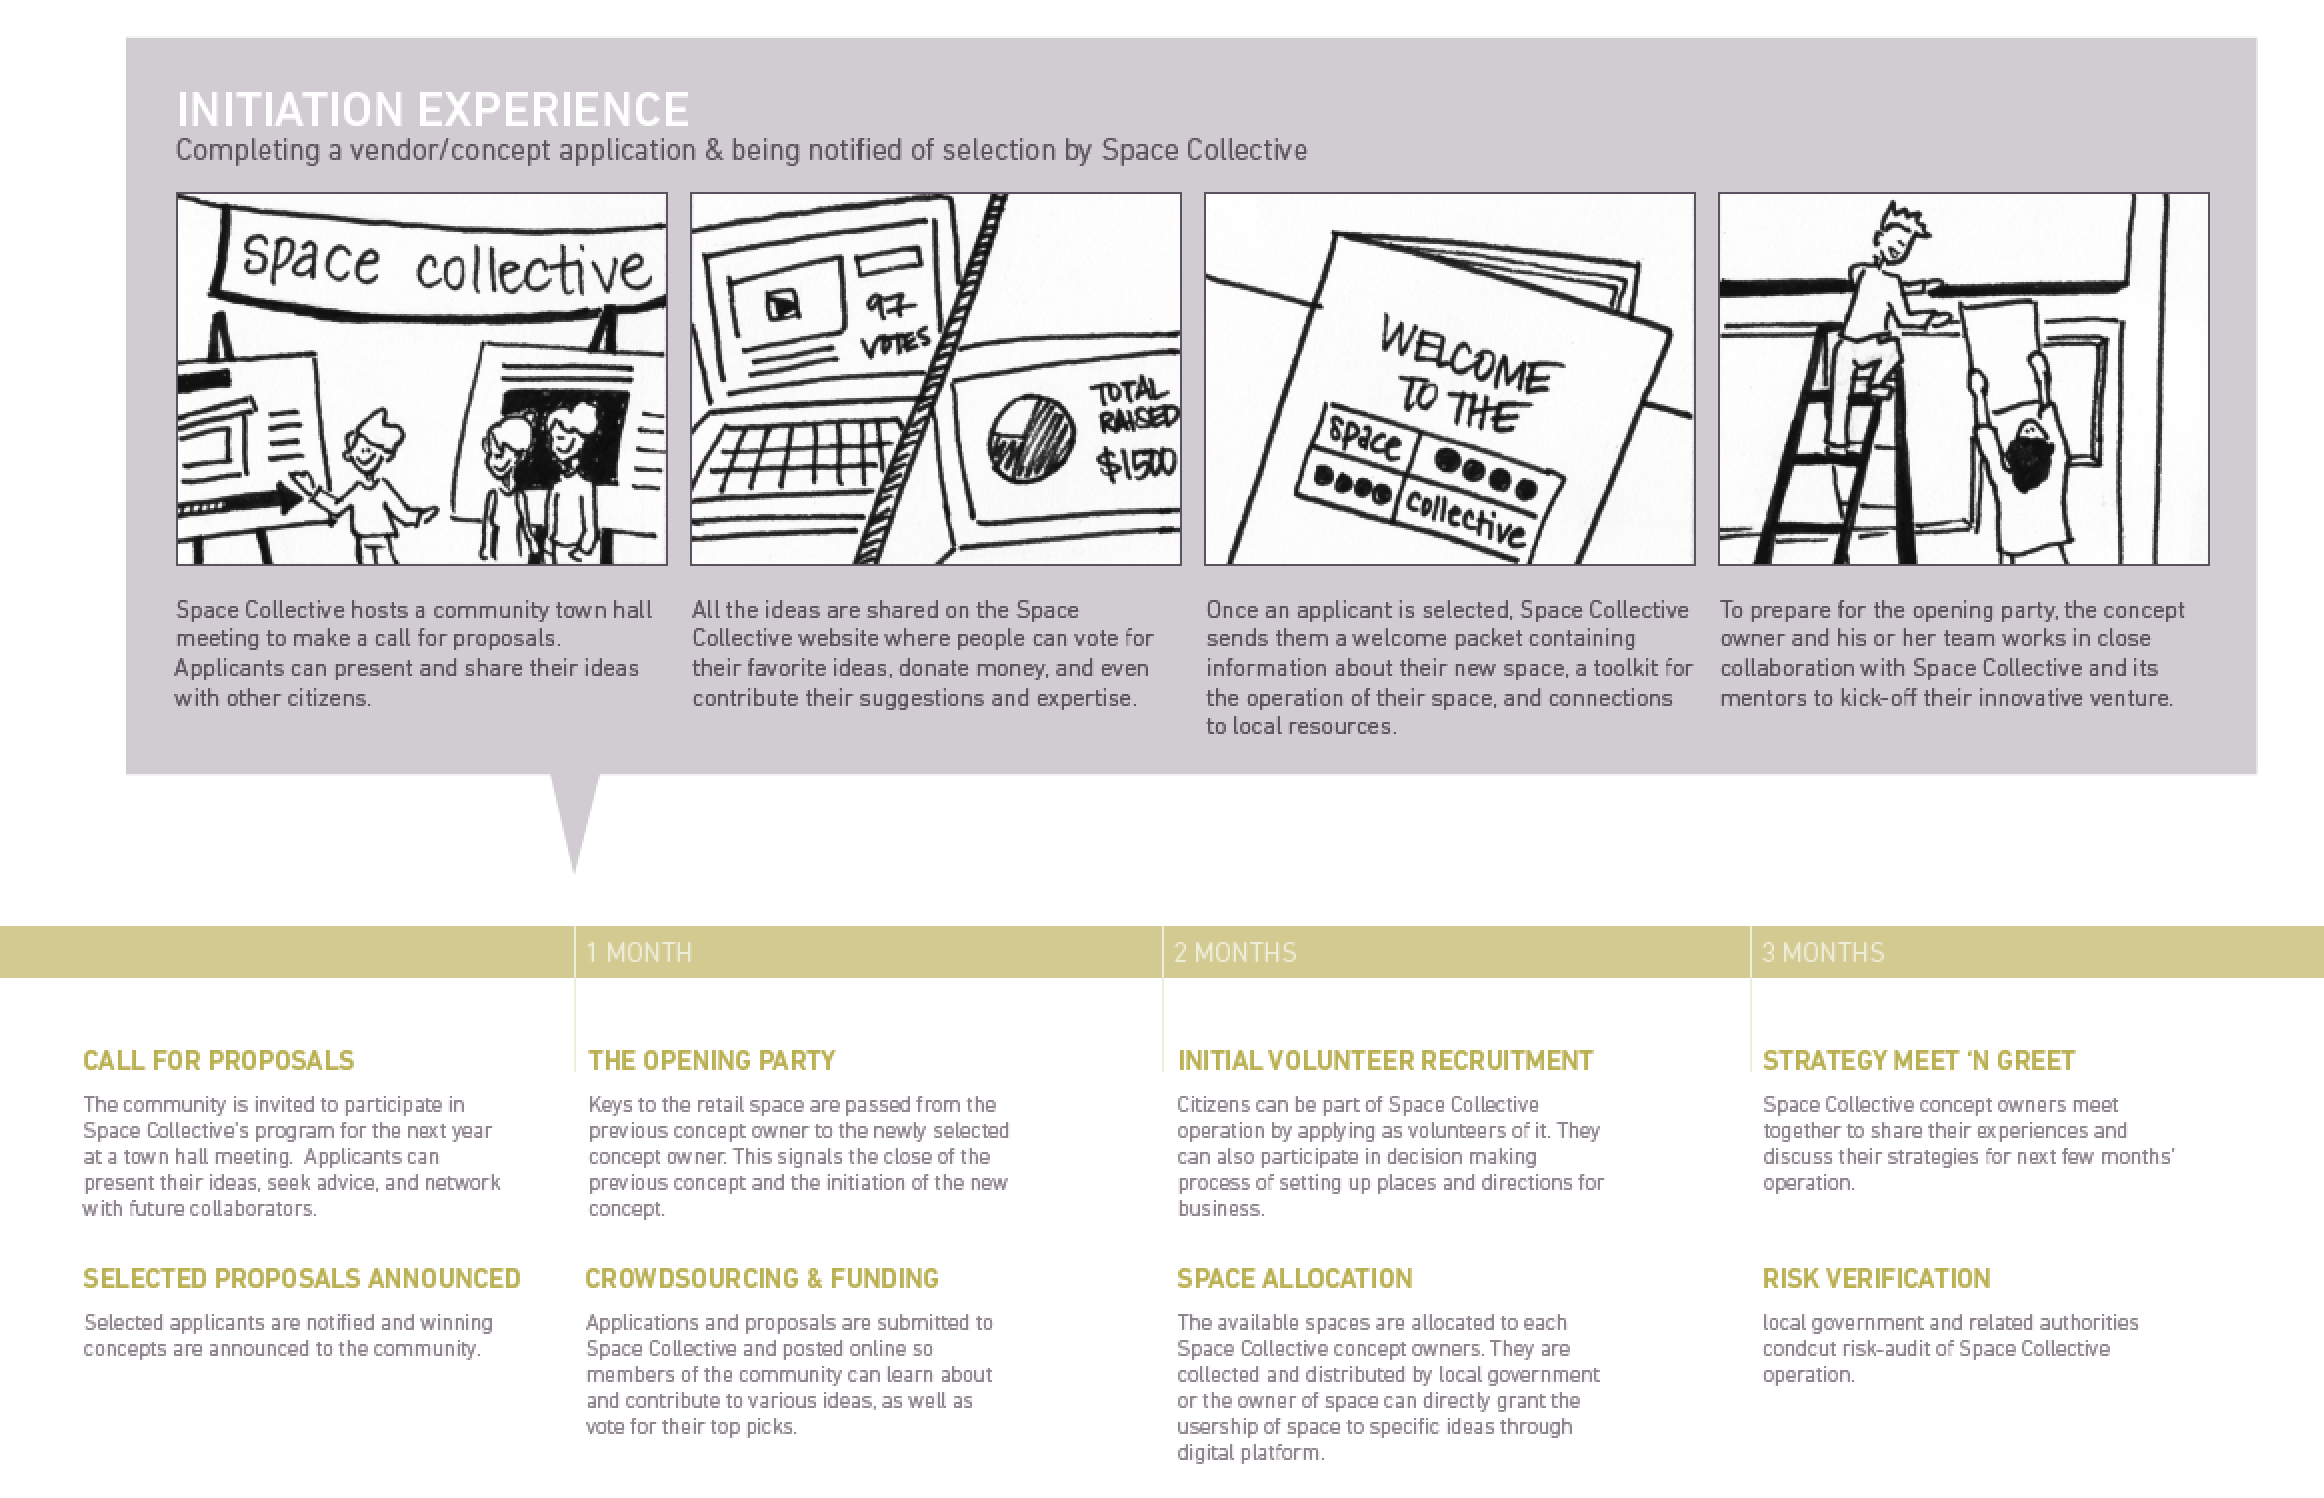 INITIATION EXPERIENCE
Completing a vendor/concept application & being notified of selection by Space Collective
space collective
97
VOTES
TOTAL
RAISED
$1500
WELCOME
TO THE
space
collective
Space Collective hosts a community town hall
meeting to make a call for proposals.
Applicants can present and share their ideas
with other citizens.
All the ideas are shared on the Space
Collective website where people can vote for
their favorite ideas, donate money, and even
contribute their suggestions and expertise.
Once an applicant is selected, Space Collective
sends them a welcome packet containing
information about their new space, a toolkit for
the operation of their space, and connections
to local resources.
To prepare for the opening party, the concept
owner and his or her team works in close
collaboration with Space Collective and its
mentors to kick-off their innovative venture.
1 MONTH
2 MONTHS
3 MONTHS
CALL FOR PROPOSALS
The community is invited to participate in
Space Collective's program for the next year
at a town hall meeting. Applicants can
present their ideas, seek advice, and network
with future collaborators.
SELECTED PROPOSALS ANNOUNCED
Selected applicants are notified and winning
concepts are announced to the community.
THE OPENING PARTY
Keys to the retail space are passed from the
previous concept owner to the newly selected
concept owner. This signals the close of the
previous concept and the initiation of the new
concept.
CROWDSOURCING & FUNDING
Applications and proposals are submitted to
Space Collective and posted online so
members of the community can learn about
and contribute to various ideas, as well as
vote for their top picks.
INITIAL VOLUNTEER RECRUITMENT
Citizens can be part of Space Collective
operation by applying as volunteers of it. They
can also participate in decision making
process of setting up places and directions for
business.
SPACE ALLOCATION
The available spaces are allocated to each
Space Collective concept owners. They are
collected and distributed by local government
or the owner of space can directly grant the
usership of space to specific ideas through
digital platform.
STRATEGY MEET ‘N GREET
Space Collective concept owners meet
together to share their experiences and
discuss their strategies for next few months'
operation.
RISK VERIFICATION
local government and related authorities
condcut risk-audit of Space Collective
operation.